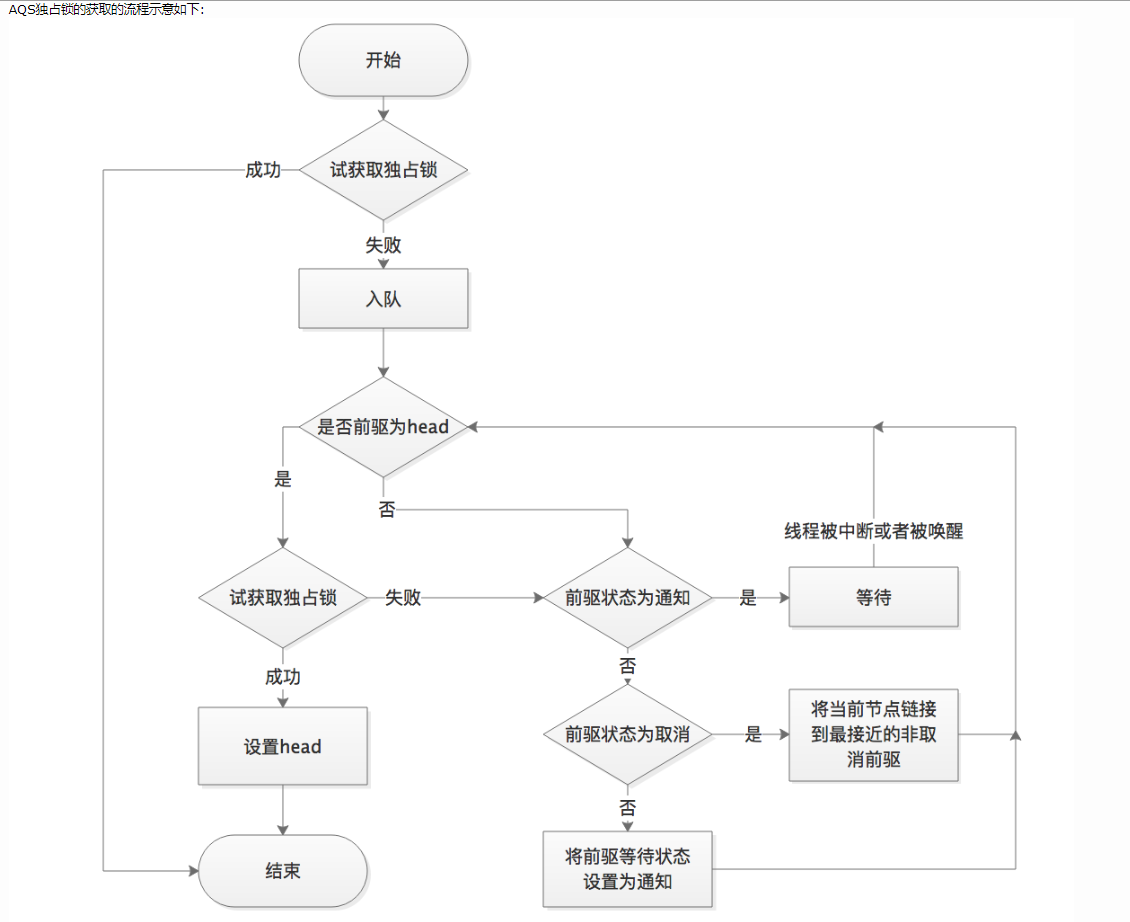 AQS独占锁的获取的流程示意如下:
开始
试获取独占锁
成功
失败
入队
是否前驱为head
是
否
线程被中断或者被唤醒
试获取独占锁
失败
前驱状态为通知
是
等待
否
成功
设置head
前驱状态为取消
是
将当前节点链接
到最接近的非取
消前驱
否
结束
将前驱等待状态
设置为通知